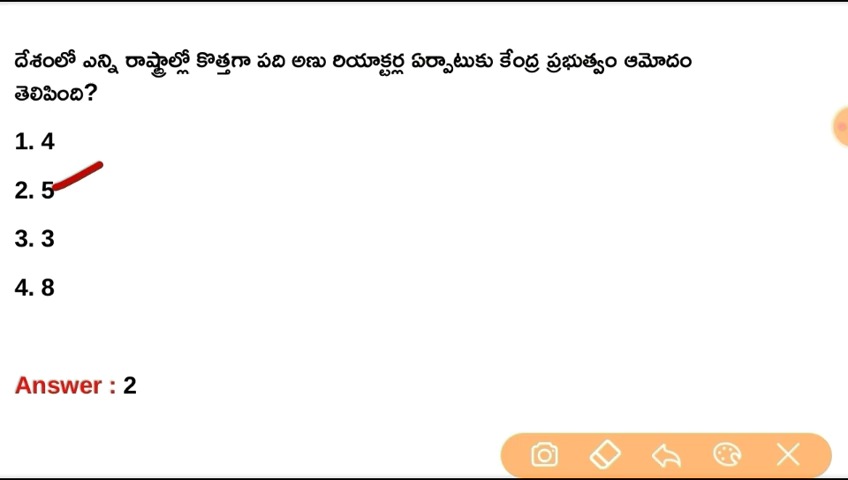 దేశంలో ఎన్ని రాష్ట్రాల్లో కొత్తగా పది అణు రియాక్టర్ల ఏర్పాటుకు కేంద్ర ప్రభుత్వం ఆమోదం
తెలిపింది?
1. 4
2. 5
3. 3
4. 8
Answer : 2